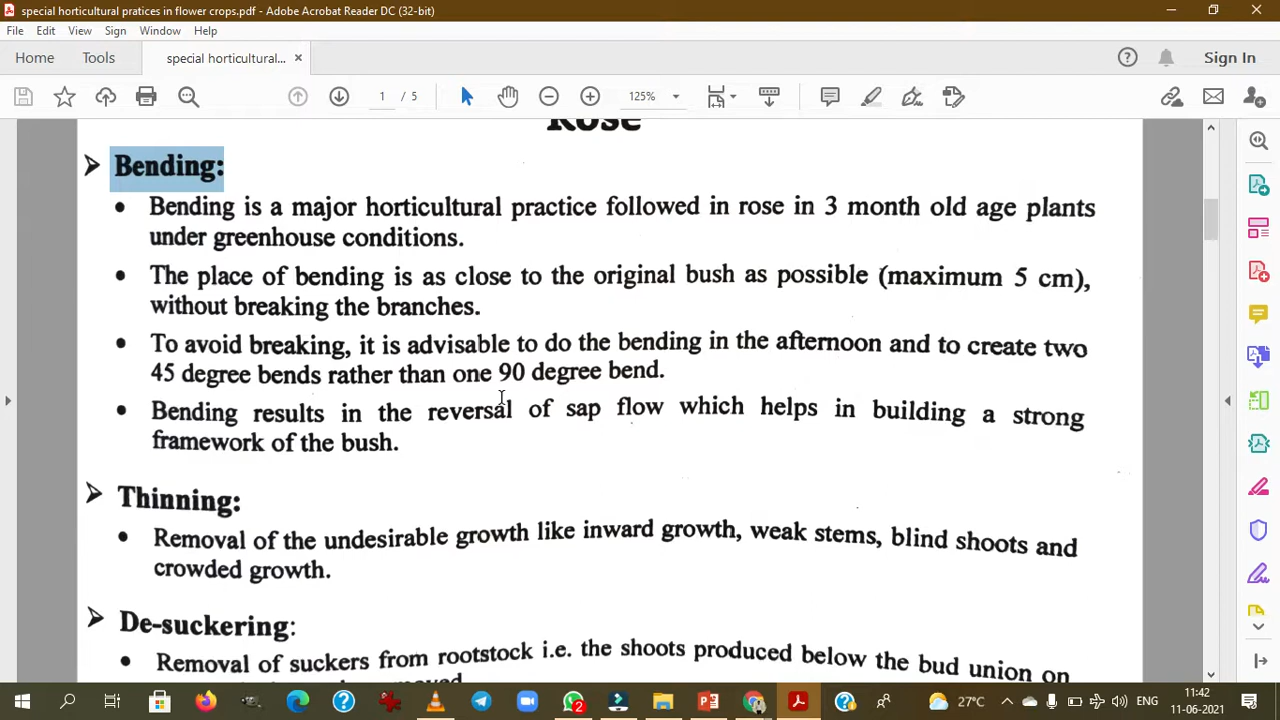 special horticultural pratices in flower crops.pdf - Adobe Acrobat Reader DC (32-bit)
File Edit View Sign Window Help
Home Tools special horticultural... × Sign In
1 / 5 125%
Rose
Bending:
• Bending is a major horticultural practice followed in rose in 3 month old age plants
under greenhouse conditions.
• The place of bending is as close to the original bush as possible (maximum 5 cm),
without breaking the branches.
• To avoid breaking, it is advisable to do the bending in the afternoon and to create two
45 degree bends rather than one 90 degree bend.
• Bending results in the reversal of sap flow which helps in building a strong
framework of the bush.
Thinning:
• Removal of the undesirable growth like inward growth, weak stems, blind shoots and
crowded growth.
De-suckering:
• Removal of suckers from rootstock i.e. the shoots produced below the bud union on
27°C ENG 11:42
11-06-2021